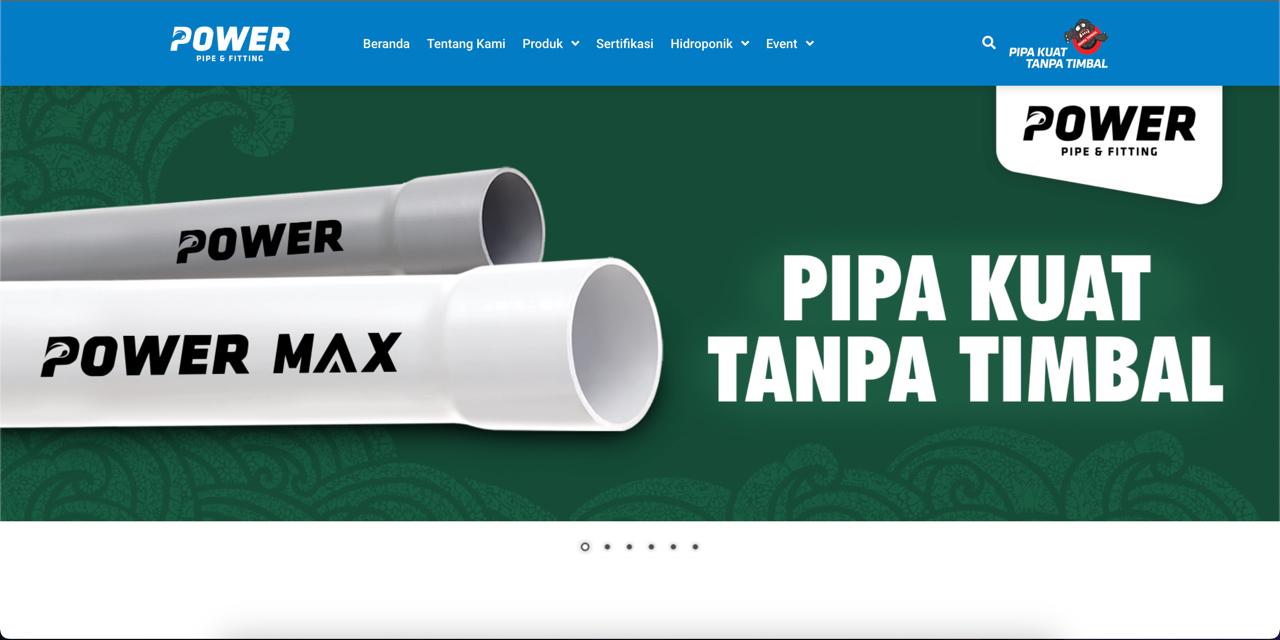 POWER
PIPE & FITTING
Beranda
Tentang Kami
Produk
Sertifikasi
Hidroponik
Event
PIPA KUAT
TANPA TIMBAL
POWER
PIPE & FITTING
POWER
POWER MAX
PIPA KUAT
TANPA TIMBAL